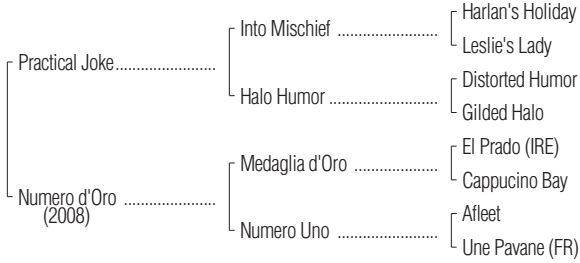 Harlan's Holiday
Into Mischief ........................
Leslie's Lady
Practical Joke ........................
Distorted Humor
Halo Humor ..........................
Gilded Halo
El Prado (IRE)
Medaglia d'Oro ....................
Cappucino Bay
Numero d'Oro ........................
(2008)
Afleet
Numero Uno ........................
Une Pavane (FR)